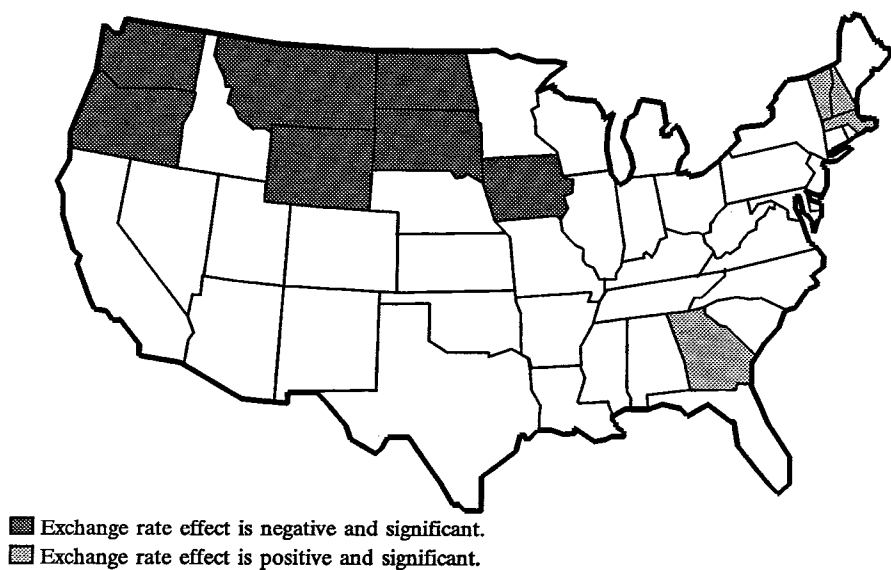 Exchange rate effect is negative and significant.
Exchange rate effect is positive and significant.